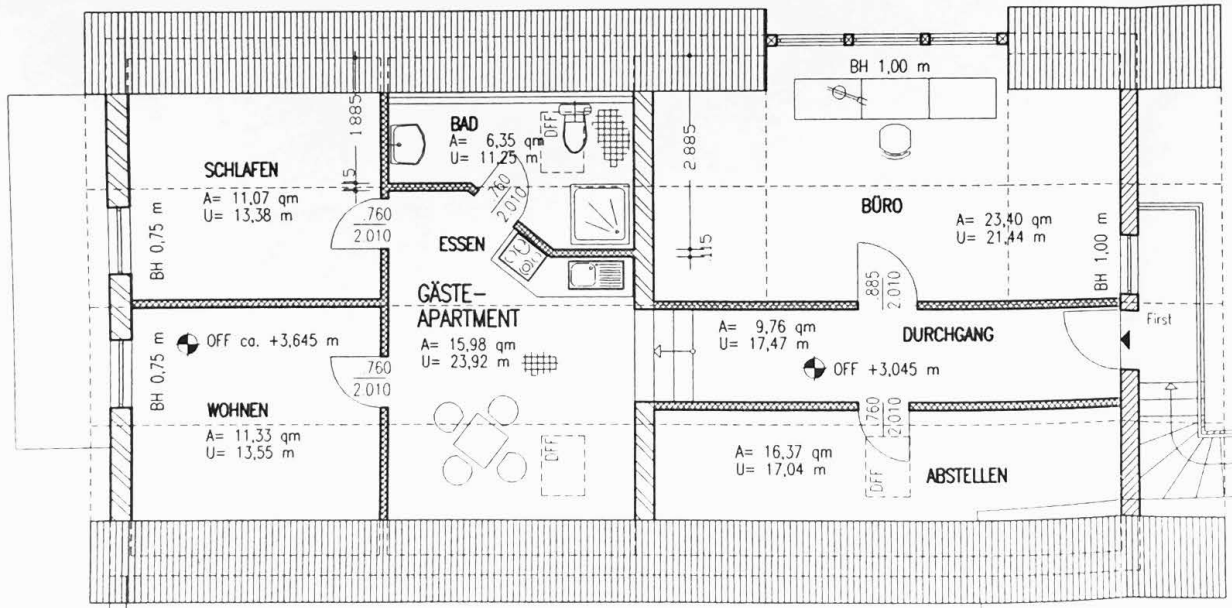 BH 1,00 m
1 885
115
SCHLAFEN
A= 11,07 qm
U= 13,38 m
BH 0,75 m
.760
2.010
BAD
A= 6,35 qm
U= 11,25 m
DFF
.760
2.010
ESSEN
2 885
115
BÜRO
A= 23,40 qm
U= 21,44 m
BH 1,00 m
.885
2.010
GÄSTE-
APARTMENT
A= 15,98 qm
U= 23,92 m
A= 9,76 qm
U= 17,47 m
DURCHGANG
OFF +3,045 m
First
OFF ca. +3,645 m
BH 0,75 m
.760
2.010
WOHNEN
A= 11,33 qm
U= 13,55 m
DFF
A= 16,37 qm
U= 17,04 m
.760
2.010
DFF
ABSTELLEN